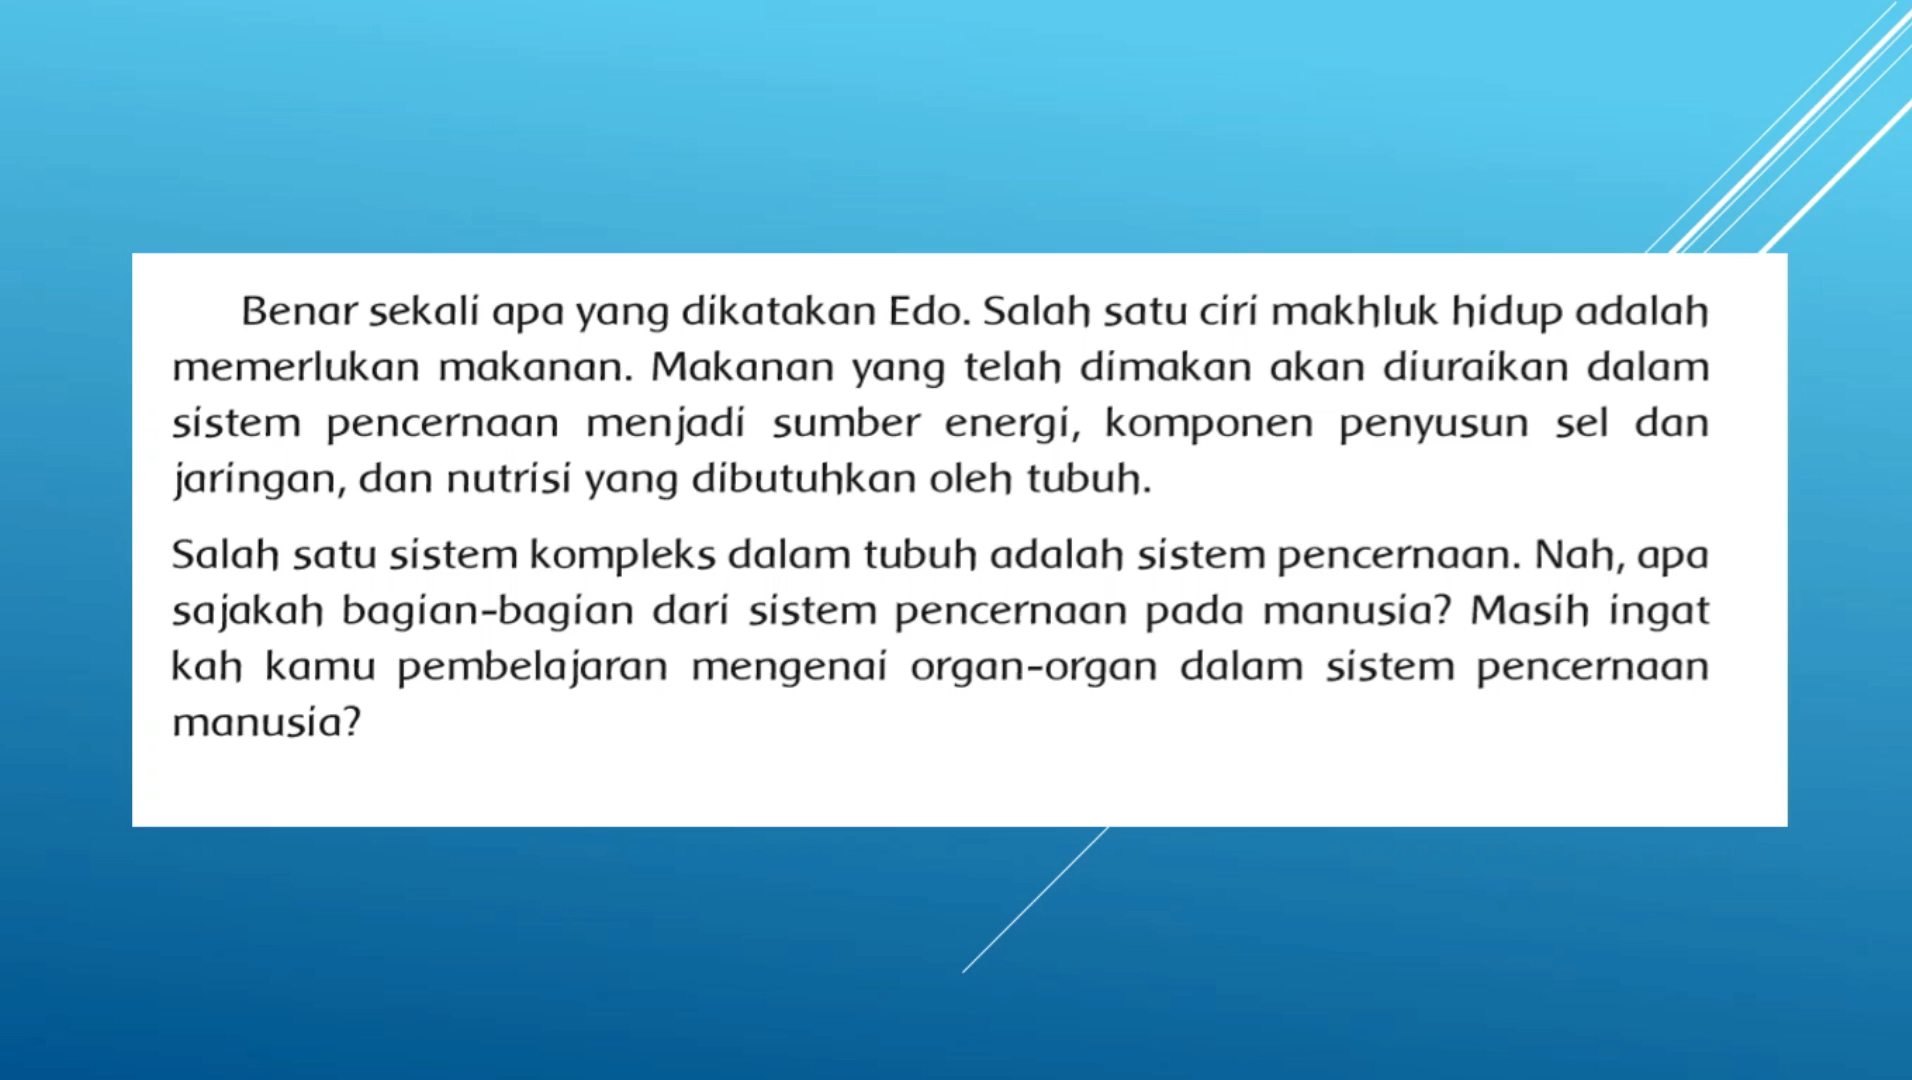 Benar sekali apa yang dikatakan Edo. Salah satu ciri makhluk hidup adalah
memerlukan makanan. Makanan yang telah dimakan akan diuraikan dalam
sistem pencernaan menjadi sumber energi, komponen penyusun sel dan
jaringan, dan nutrisi yang dibutuhkan oleh tubuh.
Salah satu sistem kompleks dalam tubuh adalah sistem pencernaan. Nah, apa
sajakah bagian-bagian dari sistem pencernaan pada manusia? Masih ingat
kah kamu pembelajaran mengenai organ-organ dalam sistem pencernaan
manusia?